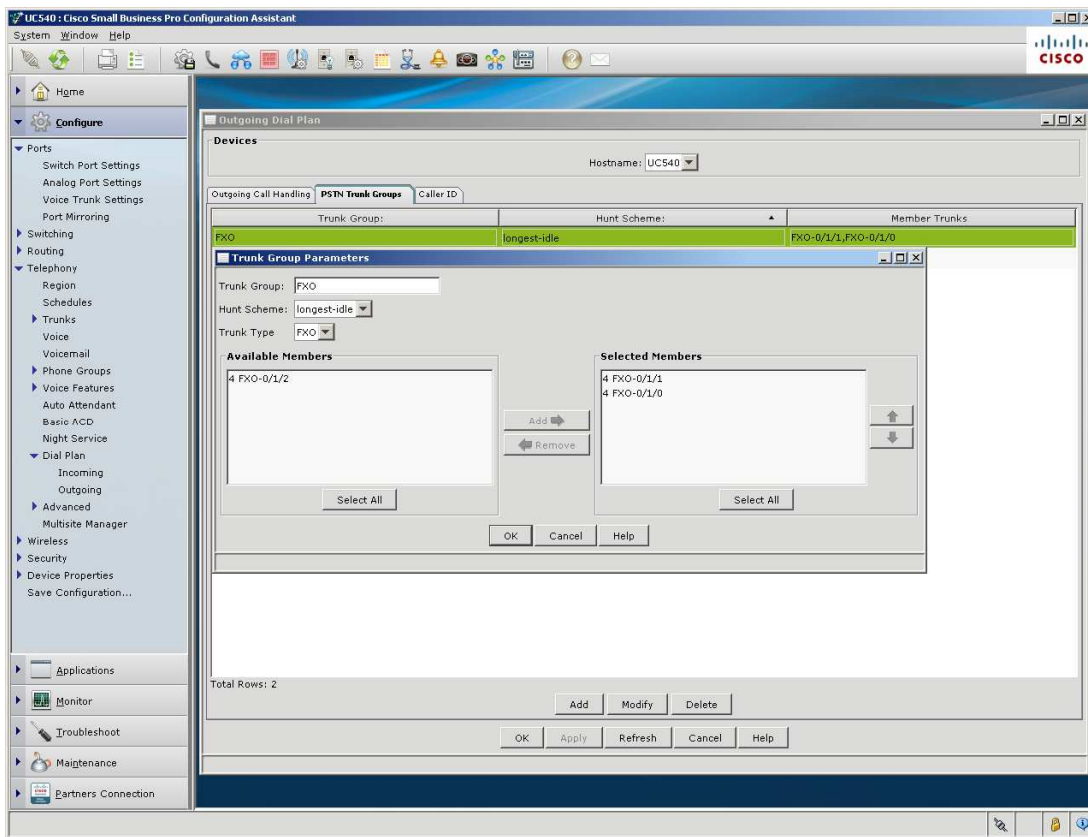 UC540 : Cisco Small Business Pro Configuration Assistant
System Window Help
CISCO
Home
Configure
Ports
Switch Port Settings
Analog Port Settings
Voice Trunk Settings
Port Mirroring
Switching
Routing
Telephony
Region
Schedules
Trunks
Voice
Voicemail
Phone Groups
Voice Features
Auto Attendant
Basic ACD
Night Service
Dial Plan
Incoming
Outgoing
Advanced
Multisite Manager
Wireless
Security
Device Properties
Save Configuration...
Applications
Monitor
Troubleshoot
Maintenance
Partners Connection
Outgoing Dial Plan
Devices
Hostname: UC540
Outgoing Call Handling PSTN Trunk Groups Caller ID
Trunk Group: Hunt Scheme: Member Trunks
FXO longest-idle FXO-0/1/1,FXO-0/1/0
Trunk Group Parameters
Trunk Group: FXO
Hunt Scheme: longest-idle
Trunk Type FXO
Available Members
4 FXO-0/1/2
Select All
Add
Remove
Selected Members
4 FXO-0/1/1
4 FXO-0/1/0
Select All
OK Cancel Help
Total Rows: 2
Add Modify Delete
OK Apply Refresh Cancel Help